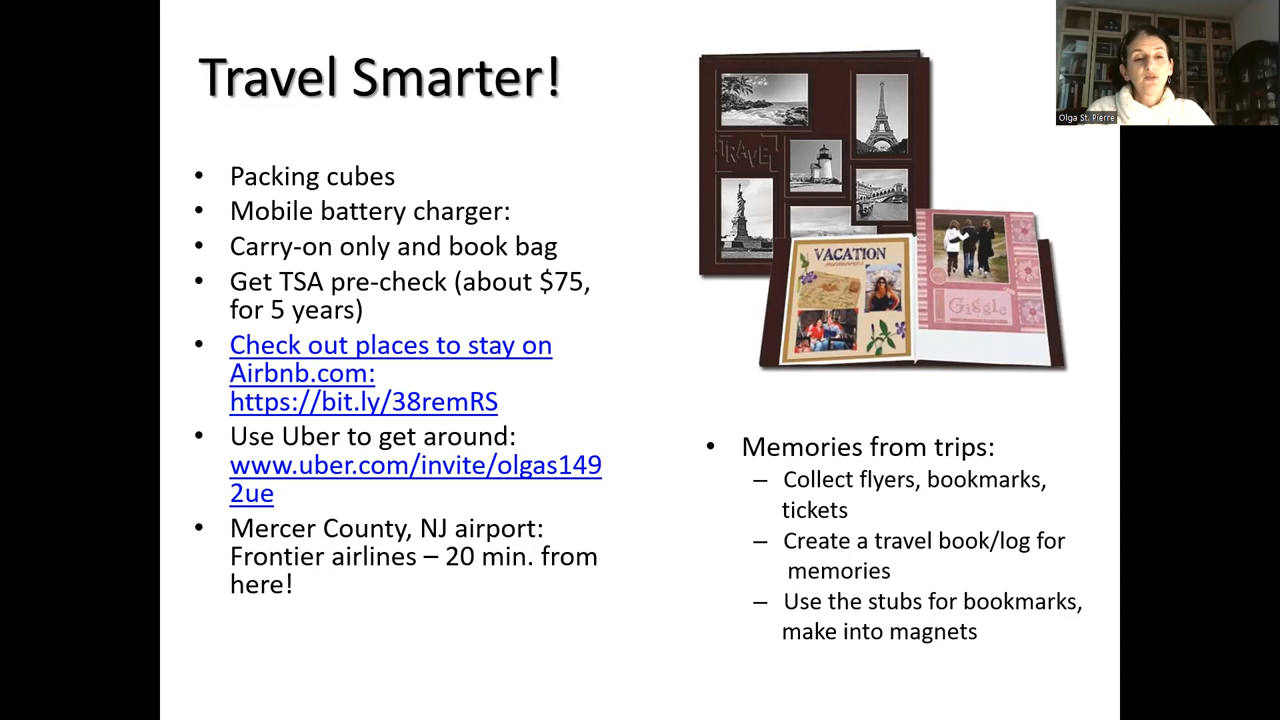 Travel Smarter!
• Packing cubes
• Mobile battery charger:
• Carry-on only and book bag
• Get TSA pre-check (about $75,
for 5 years)
• Check out places to stay on
Airbnb.com:
https://bit.ly/38remRS
• Use Uber to get around:
www.uber.com/invite/olgas149
2ue
• Mercer County, NJ airport:
Frontier airlines – 20 min. from
here!
TRAVEL
VACATION
memories
Giggle
• Memories from trips:
– Collect flyers, bookmarks,
tickets
– Create a travel book/log for
memories
– Use the stubs for bookmarks,
make into magnets
Olga St. Pierre